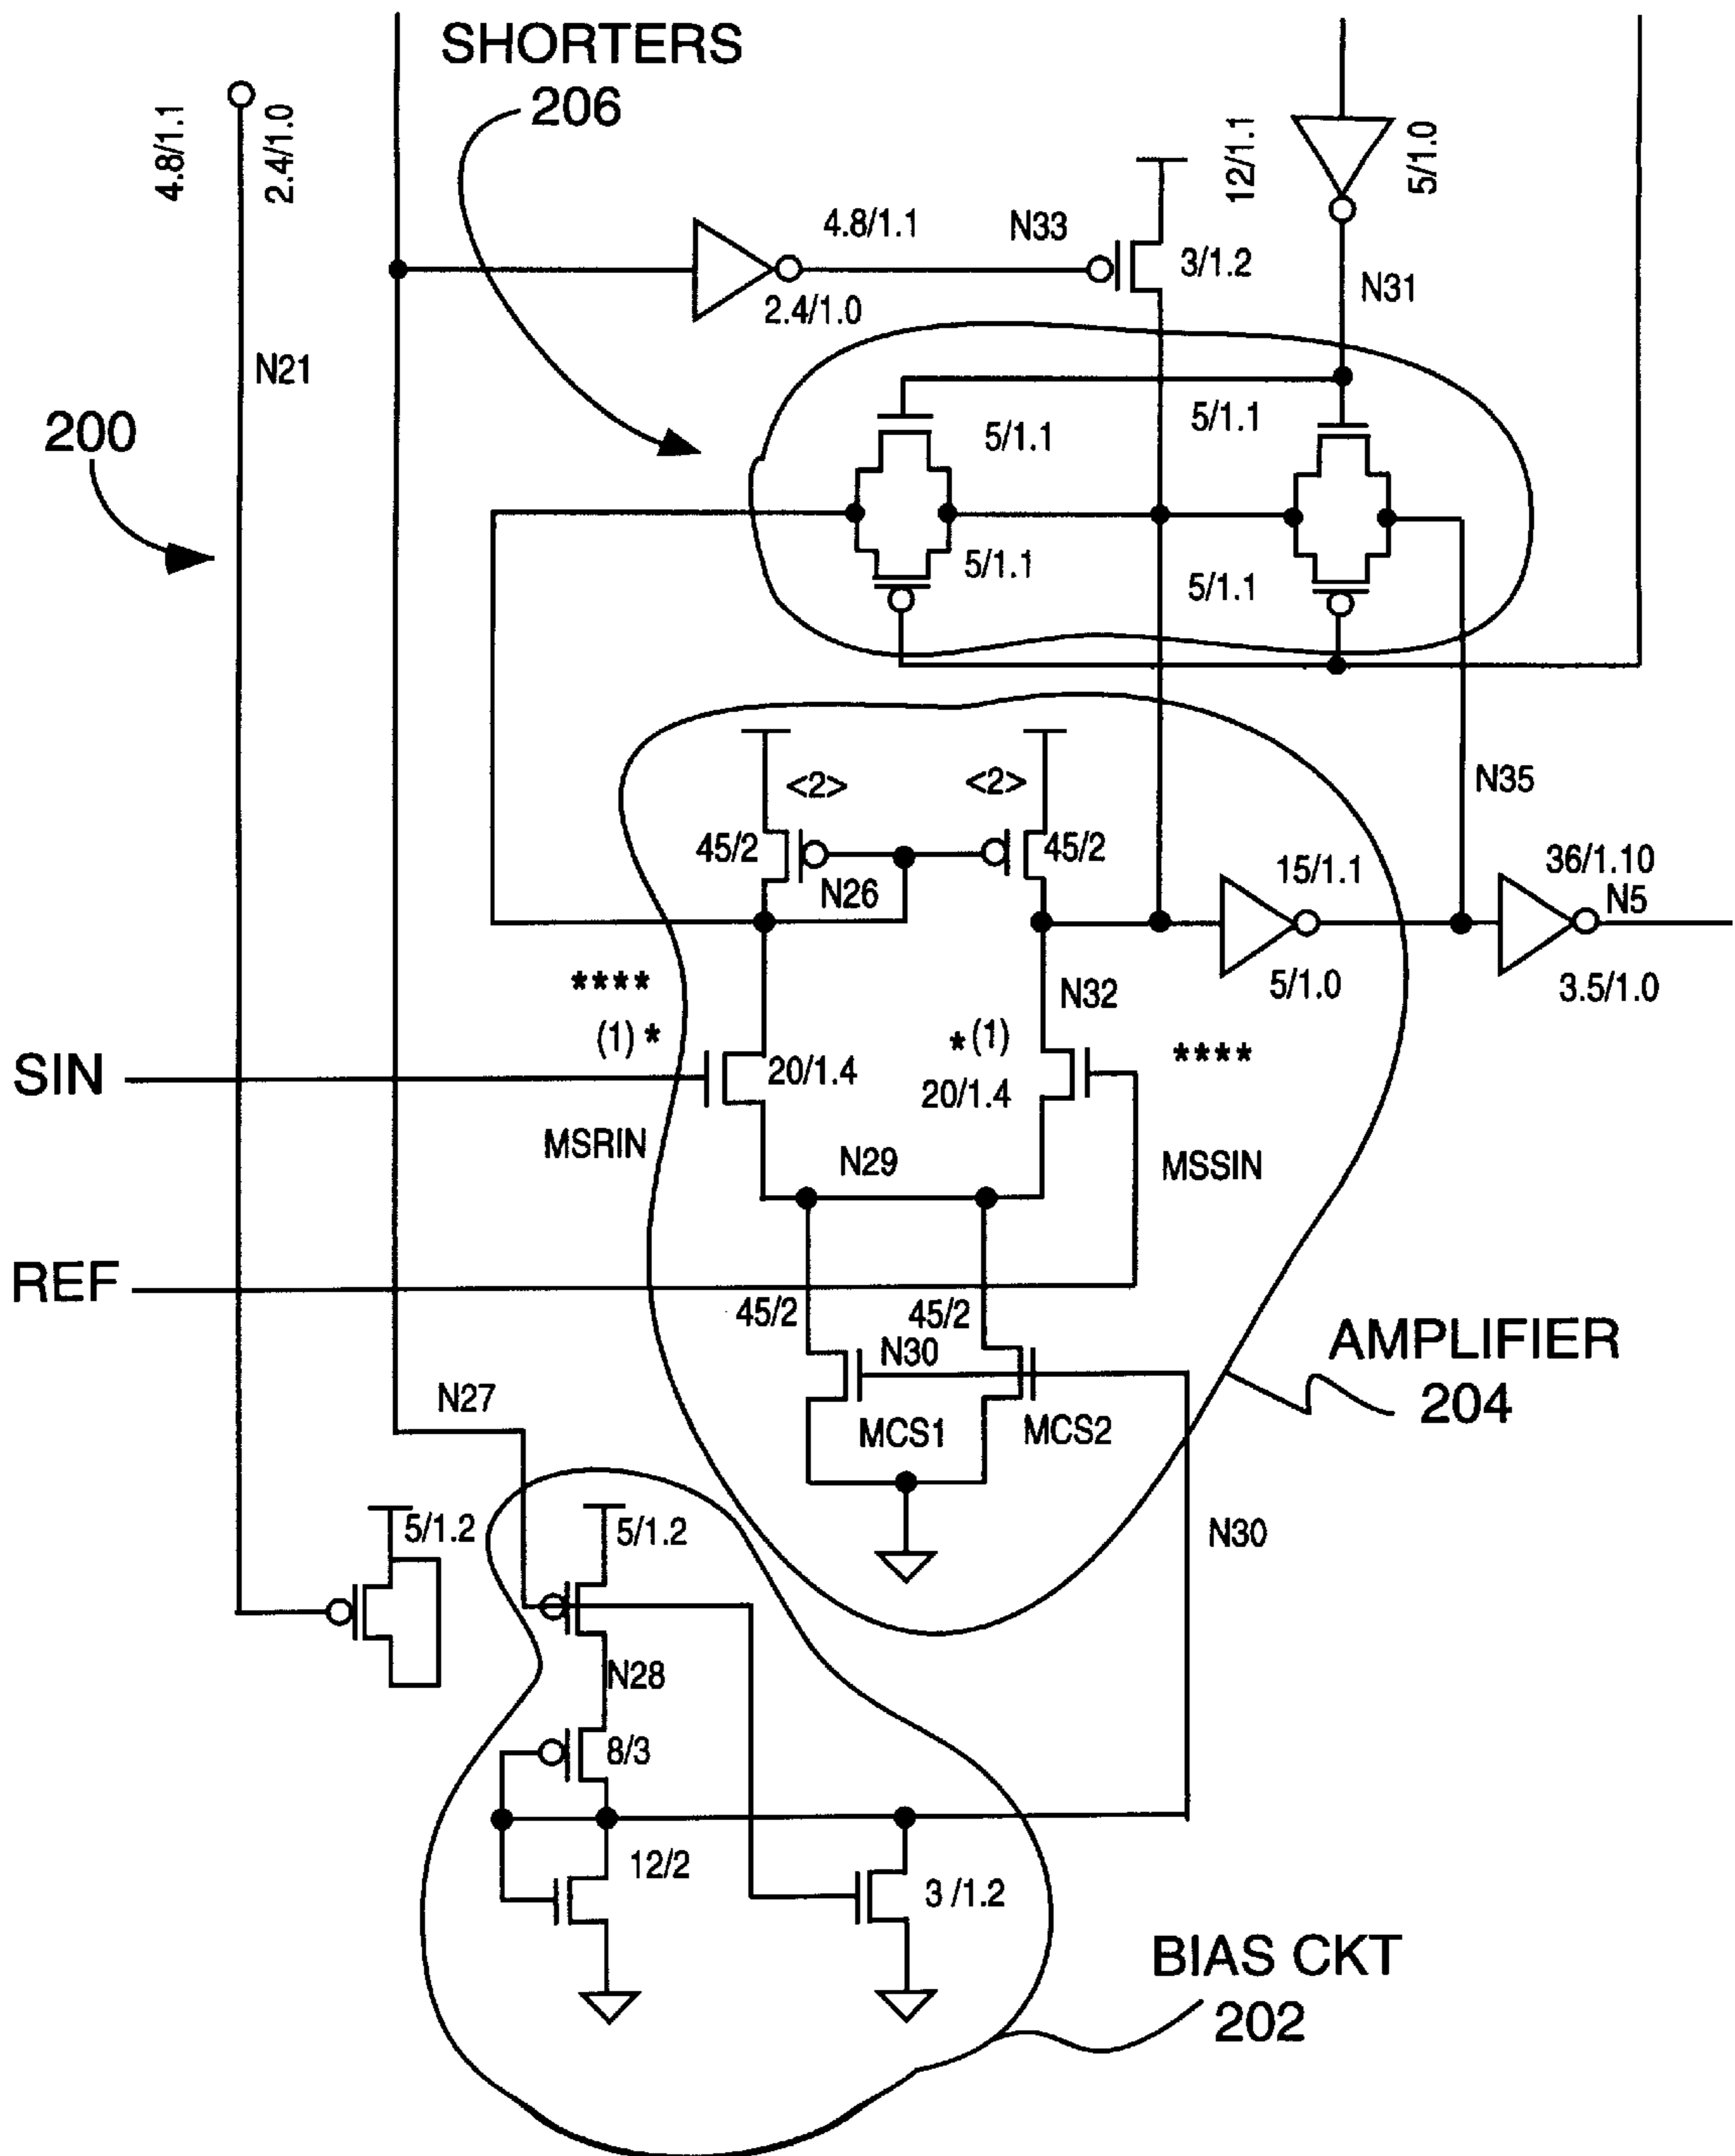 SHORTERS
206
4.8/1.1
2.4/1.0
12/1.1
5/1.0
4.8/1.1
N33
3/1.2
2.4/1.0
N31
N21
200
5/1.1
5/1.1
5/1.1
5/1.1
<2>
<2>
N35
45/2
N26
45/2
15/1.1
36/1.10
N5
5/1.0
3.5/1.0
****
(1) *
N32
*(1)
****
SIN
20/1.4
20/1.4
MSRIN
N29
MSSIN
REF
45/2
45/2
N30
AMPLIFIER
204
N27
MCS1
MCS2
5/1.2
5/1.2
N30
N28
8/3
12/2
3 /1.2
BIAS CKT
202